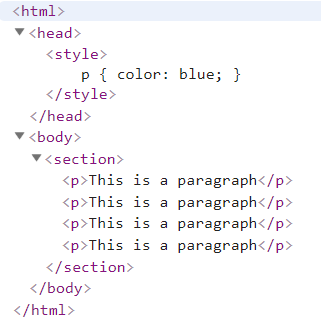 <html>
<head>
<style>
p { color: blue; }
</style>
</head>
<body>
<section>
<p>This is a paragraph</p>
<p>This is a paragraph</p>
<p>This is a paragraph</p>
<p>This is a paragraph</p>
</section>
</body>
</html>